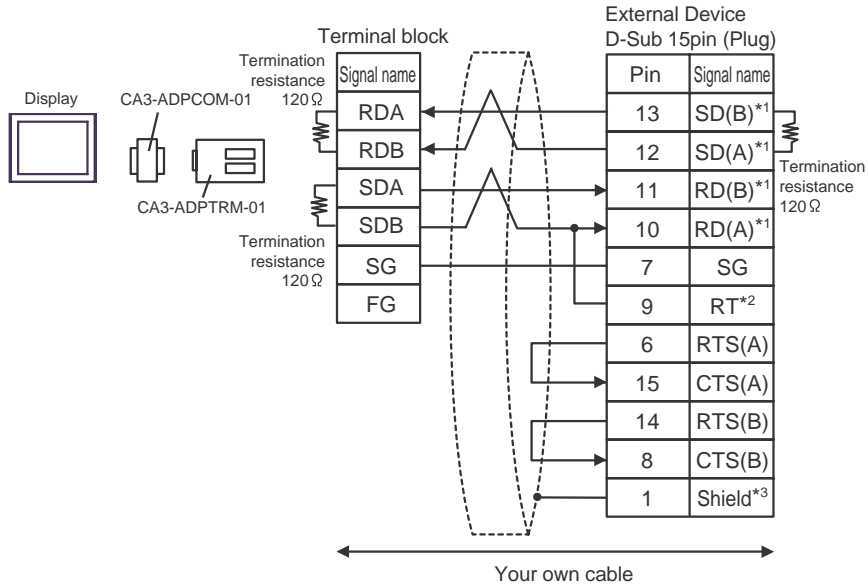 External Device
D-Sub 15pin (Plug)
Terminal block
Termination
resistance
120Ω
Display
CA3-ADPCOM-01
CA3-ADPTRM-01
Signal name
RDA
RDB
SDA
SDB
SG
FG
Termination
resistance
120Ω
Pin Signal name
13 SD(B)*1
12 SD(A)*1
11 RD(B)*1
10 RD(A)*1
7 SG
9 RT*2
6 RTS(A)
15 CTS(A)
14 RTS(B)
8 CTS(B)
1 Shield*3
Termination
resistance
120Ω
Your own cable